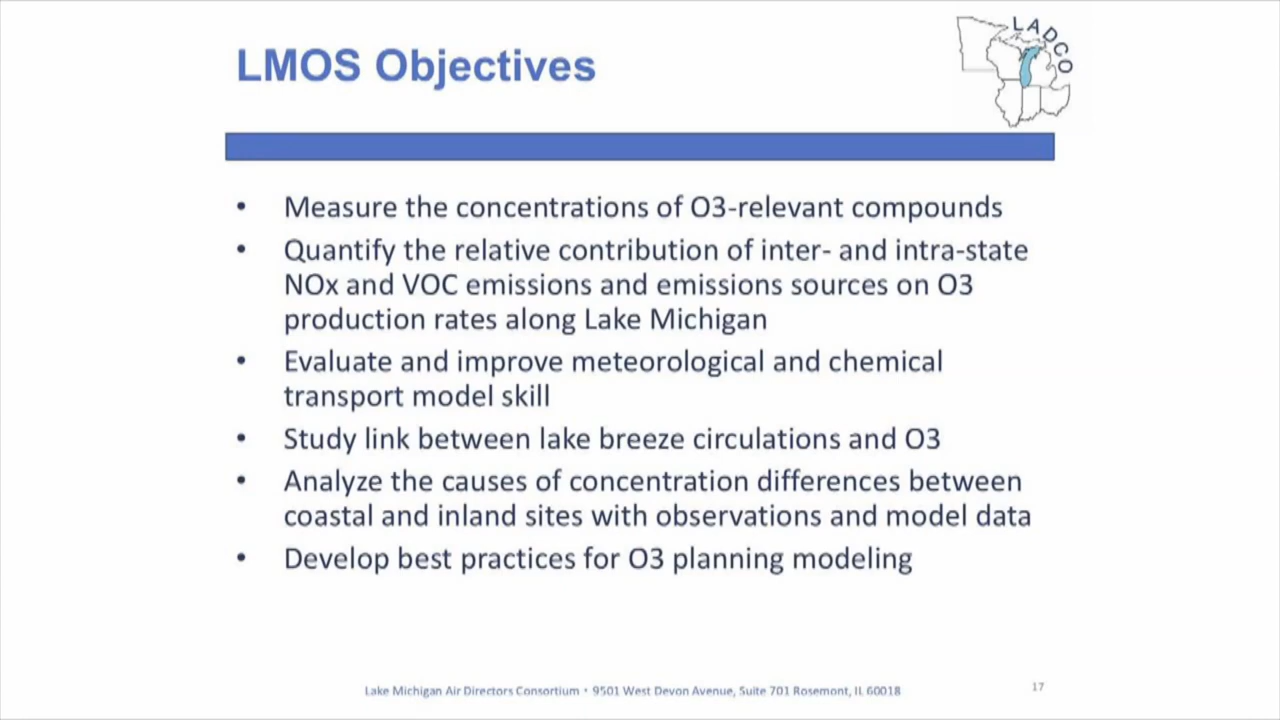 LMOS Objectives
LADCO
• Measure the concentrations of O3-relevant compounds
• Quantify the relative contribution of inter- and intra-state
NOx and VOC emissions and emissions sources on O3
production rates along Lake Michigan
• Evaluate and improve meteorological and chemical
transport model skill
• Study link between lake breeze circulations and O3
• Analyze the causes of concentration differences between
coastal and inland sites with observations and model data
• Develop best practices for O3 planning modeling
Lake Michigan Air Directors Consortium • 9501 West Devon Avenue, Suite 701 Rosemont, IL 60018
17